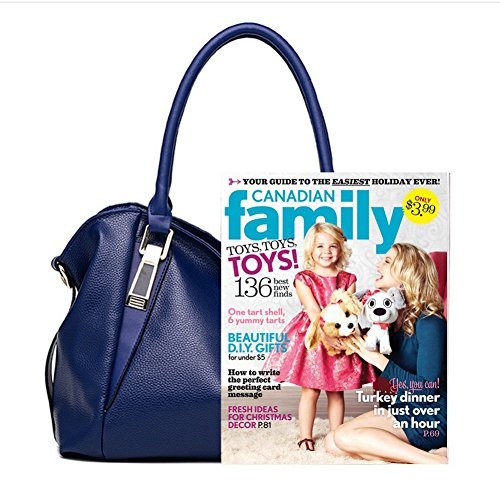 YOUR GUIDE TO THE EASIEST HOLIDAY EVER!
CANADIAN
family
ONLY
$3.99
TOYS, TOYS,
TOYS!
136 best
new
finds
One tart shell,
6 yummy tarts
BEAUTIFUL
D.I.Y. GIFTS
for under $5
How to write
the perfect
greeting card
message
FRESH IDEAS
FOR CHRISTMAS
DECOR P.81
Yes, you can!
Turkey dinner
in just over
an hour
P.69